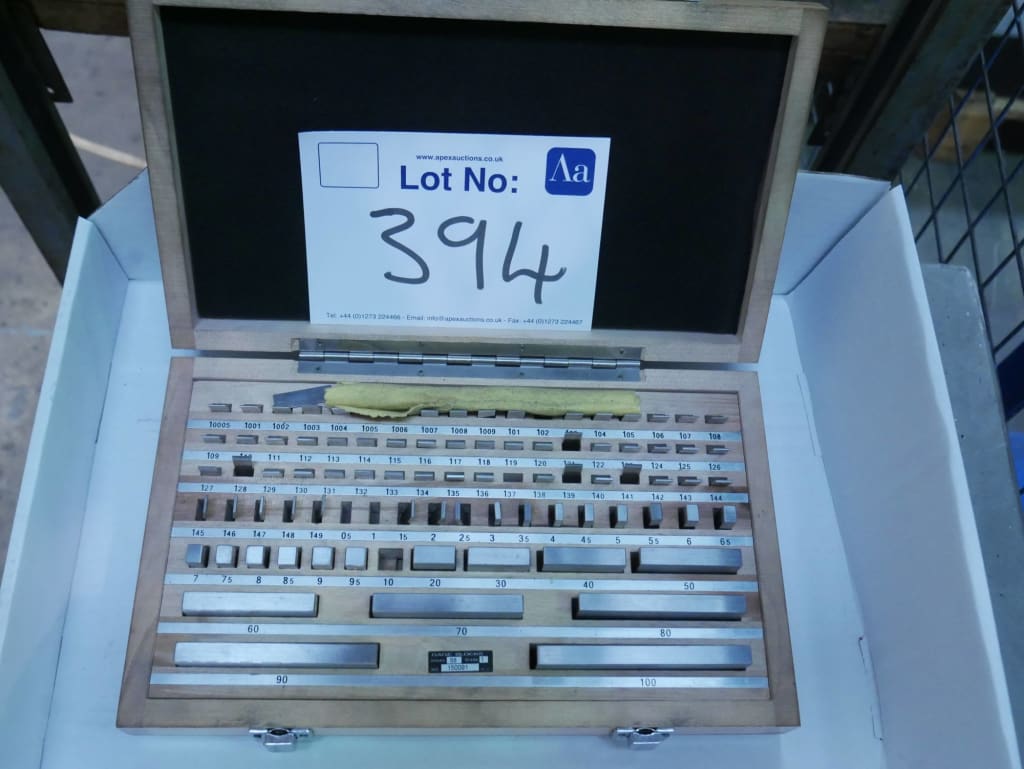 www.apexauctions.co.uk
Lot No:
Aa
394
Tel: +44 (0)1273 224466 - Email: info@apexauctions.co.uk - Fax: +44 (0)1273 224467
10005 1001 1002 1003 1004 1005 1006 1007 1008 1009 101 102 104 105 106 107 108
109 111 112 113 114 115 116 117 118 119 120 122 124 125 126
127 128 129 130 131 132 133 134 135 136 137 138 139 140 141 142 143 144
145 146 147 148 149 05 1 15 2 25 3 35 4 45 5 55 6 65
7 75 8 85 9 95 10 20 30 40 50
60 70 80
GAGE BLOCKS
150001
90 100